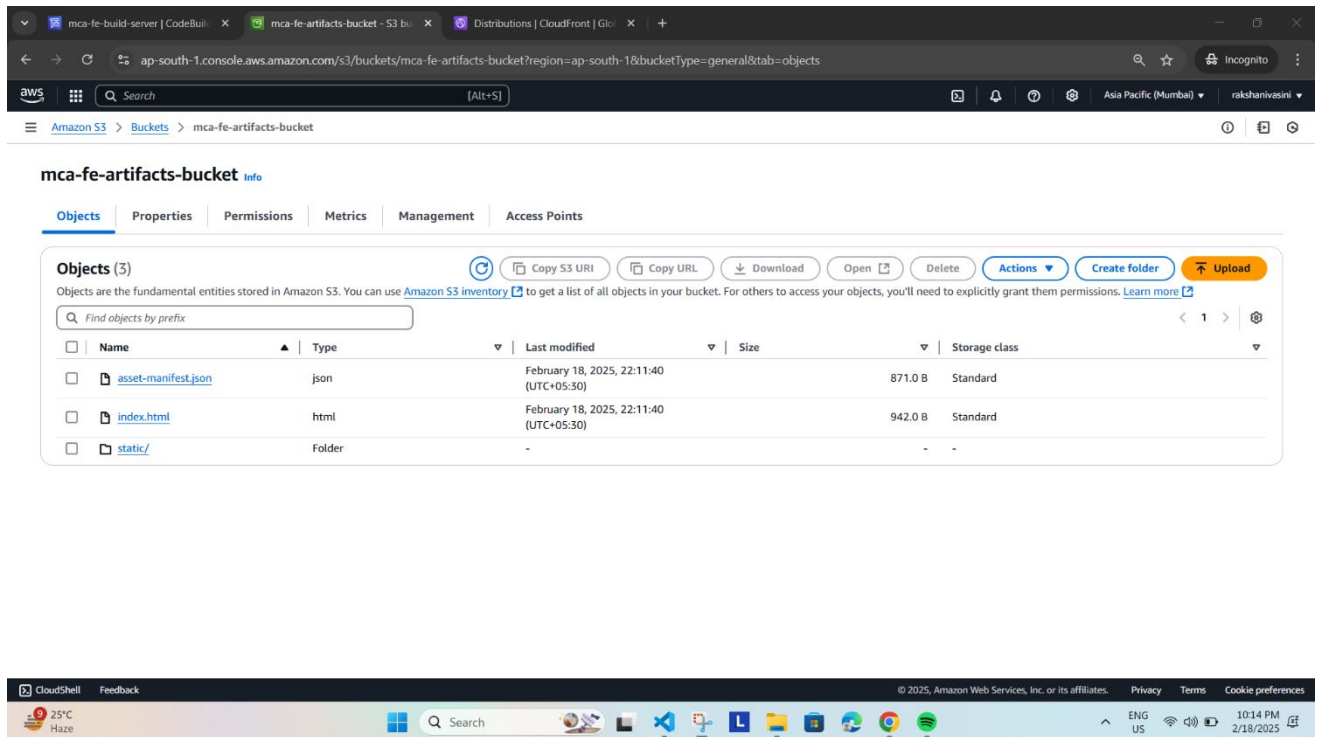 mca-fe-build-server | CodeBuil
mca-fe-artifacts-bucket - S3 bu
Distributions | CloudFront | Glo
ap-south-1.console.aws.amazon.com/s3/buckets/mca-fe-artifacts-bucket?region=ap-south-1&bucketType=general&tab=objects
Incognito
aws
Search
[Alt+S]
Asia Pacific (Mumbai)
rakshanivasini
Amazon S3 > Buckets > mca-fe-artifacts-bucket
mca-fe-artifacts-bucket Info
Objects Properties Permissions Metrics Management Access Points
Objects (3)
Copy S3 URI Copy URL Download Open Delete Actions Create folder Upload
Objects are the fundamental entities stored in Amazon S3. You can use Amazon S3 inventory to get a list of all objects in your bucket. For others to access your objects, you'll need to explicitly grant them permissions. Learn more
Find objects by prefix
1
Name Type Last modified Size Storage class
asset-manifest.json json February 18, 2025, 22:11:40 (UTC+05:30) 871.0 B Standard
index.html html February 18, 2025, 22:11:40 (UTC+05:30) 942.0 B Standard
static/ Folder - - -
CloudShell Feedback
© 2025, Amazon Web Services, Inc. or its affiliates. Privacy Terms Cookie preferences
9
25°C
Haze
Search
L
ENG
US
10:14 PM
2/18/2025